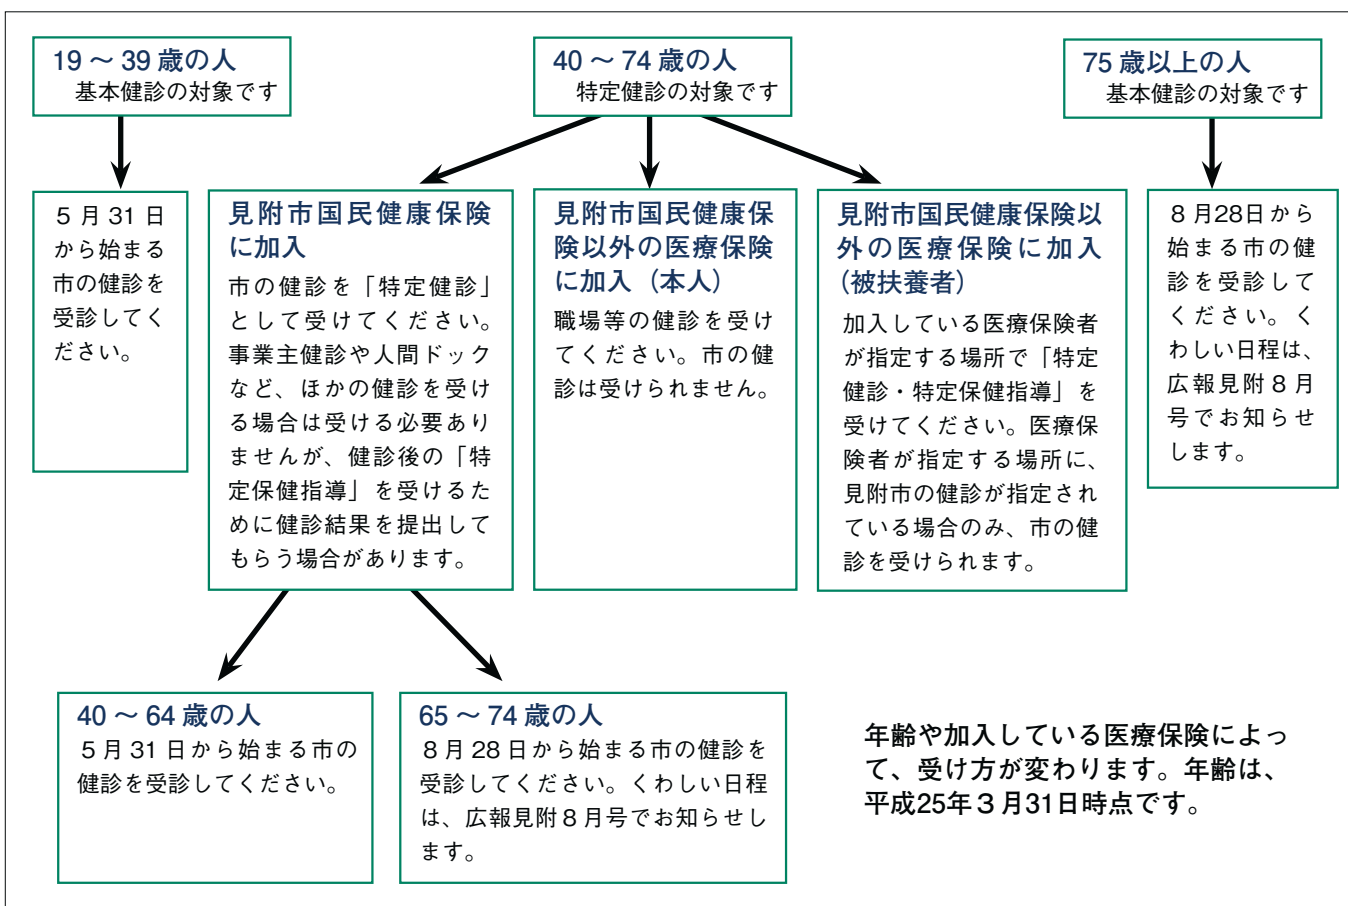 19 ～ 39 歳の人
基本健診の対象です
40 ～ 74 歳の人
特定健診の対象です
75 歳以上の人
基本健診の対象です
５月 31 日
から始まる
市の健診を
受診してく
ださい。
見附市国民健康保険
に加入
市の健診を「特定健診」
として受けてください。
事業主健診や人間ドック
など、ほかの健診を受け
る場合は受ける必要あり
ませんが、健診後の「特
定保健指導」を受けるた
めに健診結果を提出して
もらう場合があります。
見附市国民健康保
険以外の医療保険
に加入（本人）
職場等の健診を受け
てください。市の健
診は受けられません。
見附市国民健康保険以
外の医療保険に加入
（被扶養者）
加入している医療保険者
が指定する場所で「特定
健診・特定保健指導」を
受けてください。医療保
険者が指定する場所に、
見附市の健診が指定され
ている場合のみ、市の健
診を受けられます。
８月28日から
始まる市の健
診を受診して
ください。く
わしい日程は、
広報見附８月
号でお知らせ
します。
40 ～ 64 歳の人
５月 31 日から始まる市の
健診を受診してください。
65 ～ 74 歳の人
８月 28 日から始まる市の健診を
受診してください。くわしい日程
は、広報見附８月号でお知らせし
ます。
年齢や加入している医療保険によっ
て、受け方が変わります。年齢は、
平成25年３月31日時点です。